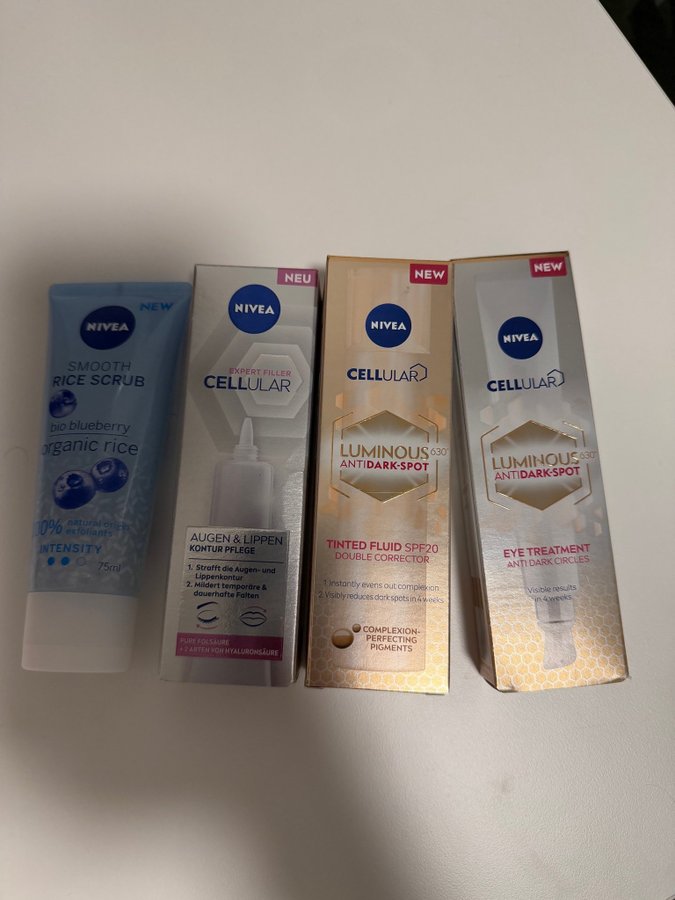 NEW
NIVEA
SMOOTH
RICE SCRUB
bio blueberry
organic rice
natural origin
exfoliants
INTENSITY
75ml
NEU
NIVEA
EXPERT FILLER
CELLULAR
AUGEN & LIPPEN
KONTUR PFLEGE
1. Strafft die Augen- und
Lippenkontur
2. Mildert temporäre &
dauerhafte Falten
PURE FOLSÄURE
+ 2 ARTEN VON HYALURONSÄURE
NEW
NIVEA
CELLULAR
LUMINOUS 630®
ANTIDARK-SPOT
TINTED FLUID SPF20
DOUBLE CORRECTOR
1. Instantly evens out complexion
2. Visibly reduces dark spots in 4 weeks
COMPLEXION-
PERFECTING
PIGMENTS
NEW
NIVEA
CELLULAR
LUMINOUS 630®
ANTIDARK-SPOT
EYE TREATMENT
ANTI DARK CIRCLES
Visible results
in 4 weeks